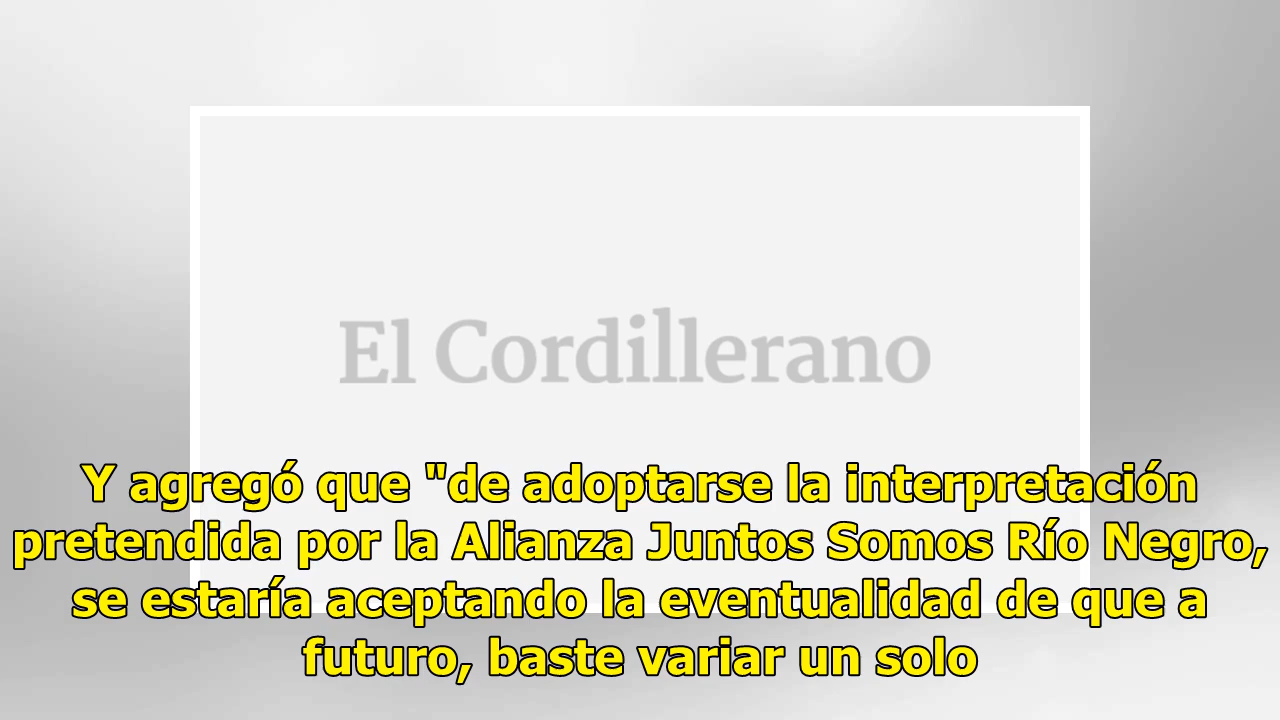 El Cordillerano
Y agregó que "de adoptarse la interpretación
pretendida por la Alianza Juntos Somos Río Negro,
se estaría aceptando la eventualidad de que a
futuro, baste variar un solo